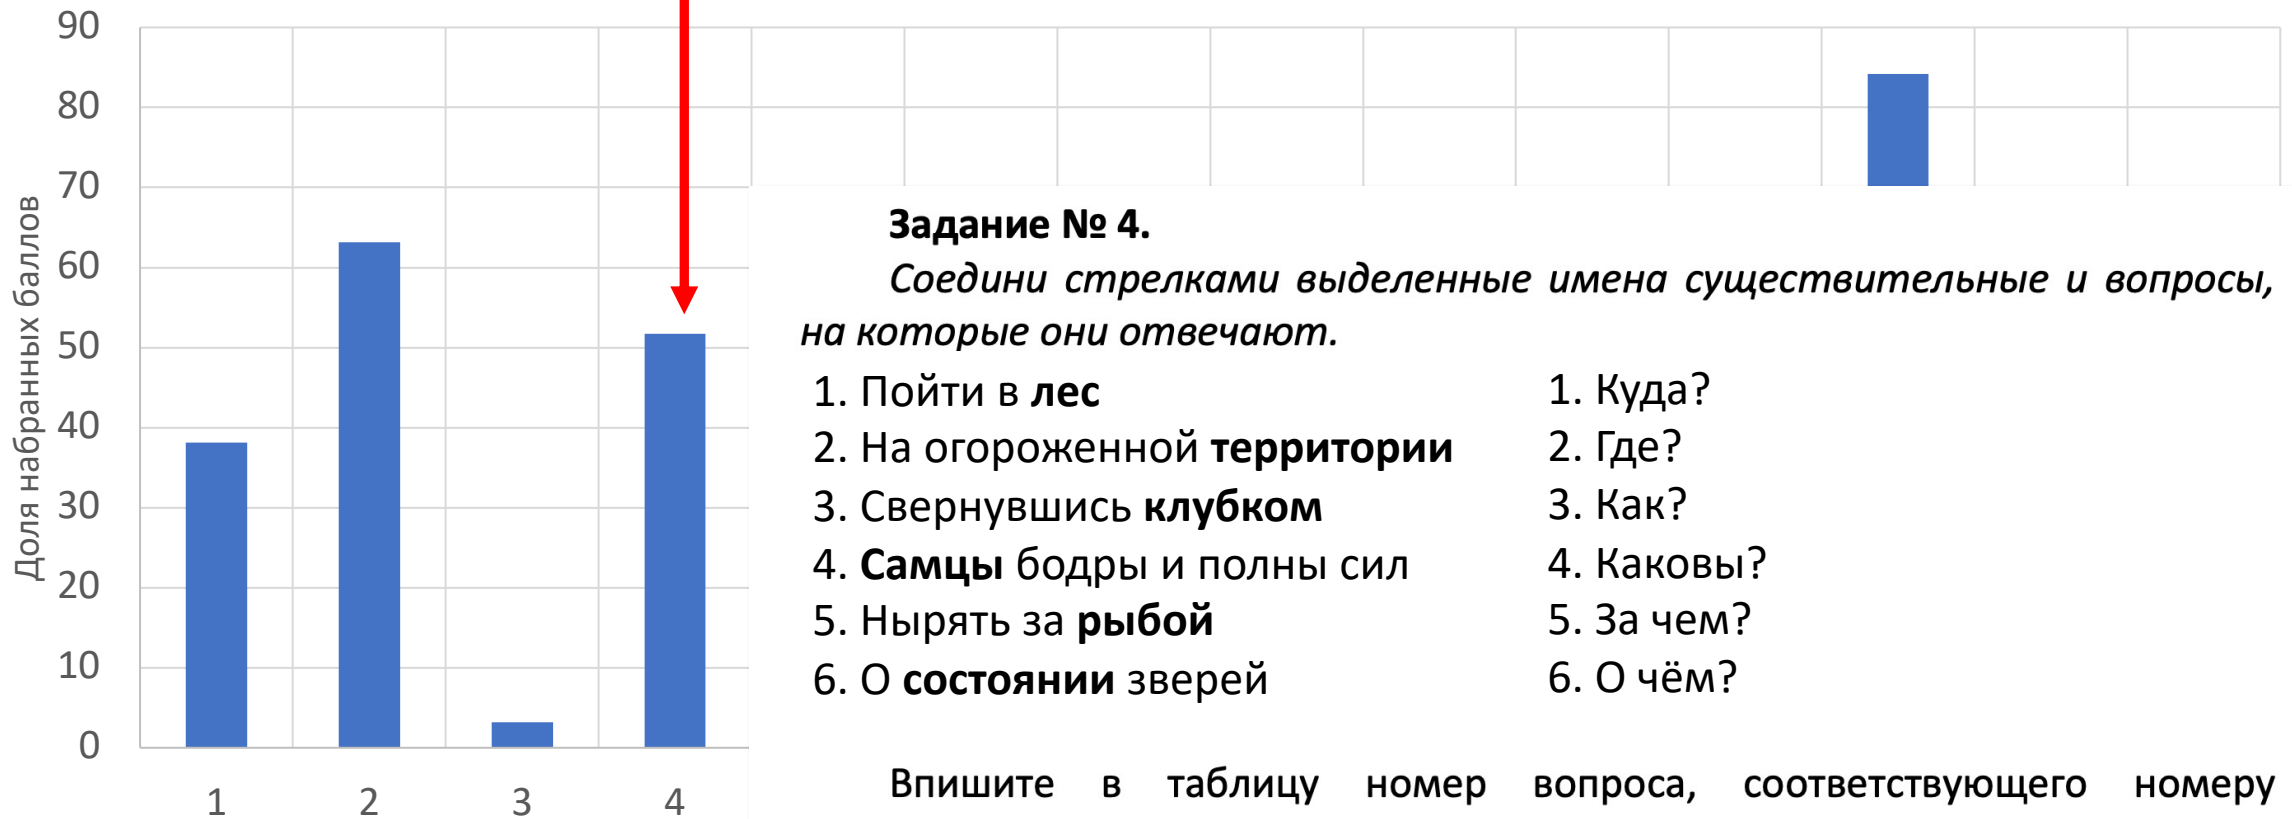 90
80
70
60
50
40
30
20
10
0
Доля набранных баллов
1 2 3 4
Задание № 4.
Соедини стрелками выделенные имена существительные и вопросы,
на которые они отвечают.
1. Пойти в лес
2. На огороженной территории
3. Свернувшись клубком
4. Самцы бодры и полны сил
5. Нырять за рыбой
6. О состоянии зверей
1. Куда?
2. Где?
3. Как?
4. Каковы?
5. За чем?
6. О чём?
Впишите в таблицу номер вопроса, соответствующего номеру